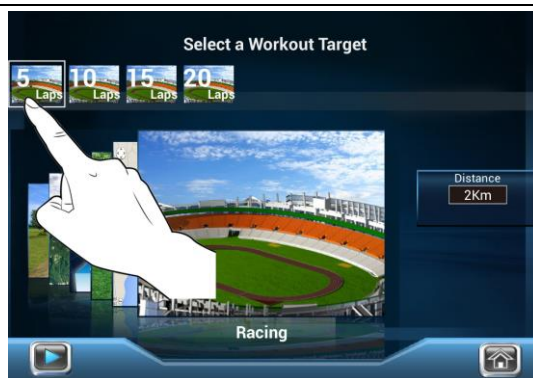 Select a Workout Target
5 Laps
10 Laps
15 Laps
20 Laps
Distance
2Km
Racing